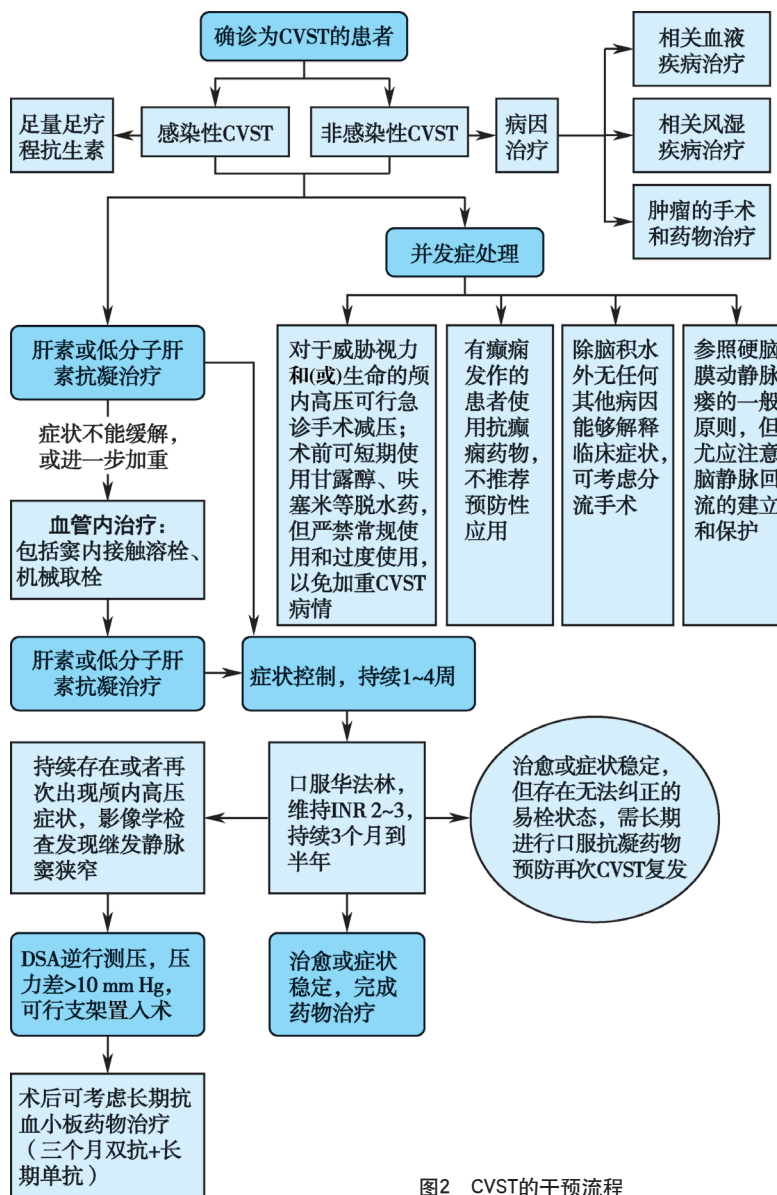 确诊为CVST的患者
相关血液
疾病治疗
足量足疗
程抗生素
感染性CVST
非感染性CVST
病因
治疗
相关风湿
疾病治疗
肿瘤的手术
和药物治疗
并发症处理
肝素或低分子肝
素抗凝治疗
对于威胁视力
和(或)生命的颅
内高压可行急
诊手术减压；
术前可短期使
用甘露醇、呋
塞米等脱水药，
但严禁常规使
用和过度使用，
以免加重CVST
病情
有癫痫
发作的
患者使
用抗癫
痫药物，
不推荐
预防性
应用
除脑积水
外无任何
其他病因
能够解释
临床症状，
可考虑分
流手术
参照硬脑
膜动静脉
瘘的一般
原则，但
尤应注意
脑静脉回
流的建立
和保护
症状不能缓解，
或进一步加重
血管内治疗：
包括窦内接触溶栓、
机械取栓
肝素或低分子肝
素抗凝治疗
症状控制，持续1~4周
持续存在或者再
次出现颅内高压
症状，影像学检
查发现继发静脉
窦狭窄
口服华法林，
维持INR 2~3，
持续3个月到
半年
治愈或症状稳定，
但存在无法纠正的
易栓状态，需长期
进行口服抗凝药物
预防再次CVST复发
DSA逆行测压，压
力差>10 mm Hg，
可行支架置入术
治愈或症状
稳定，完成
药物治疗
术后可考虑长期抗
血小板药物治疗
（三个月双抗+长
期单抗）
图2 CVST的干预流程